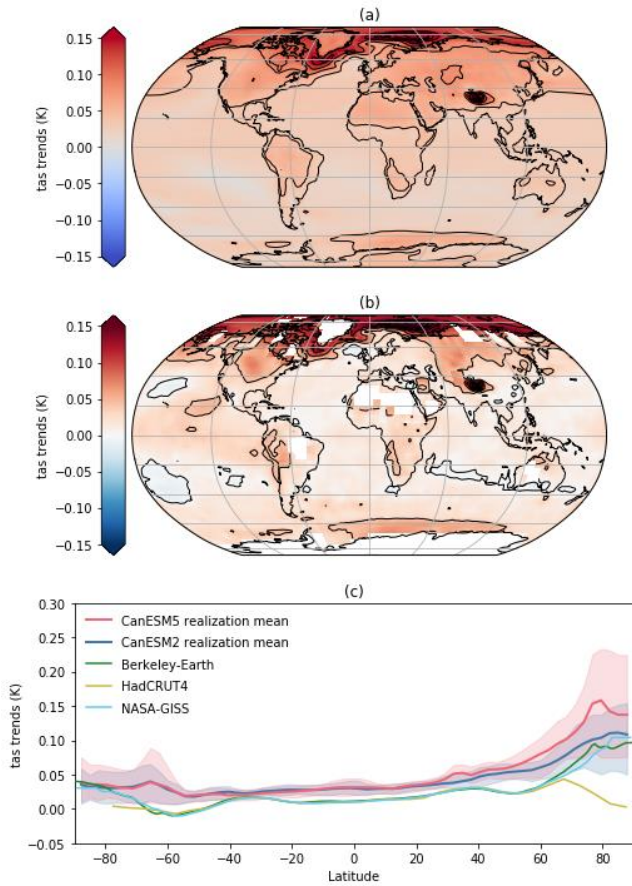 (a)
0.15
0.10
0.05
0.00
−0.05
−0.10
−0.15
tas trends (K)
(b)
0.15
0.10
0.05
0.00
−0.05
−0.10
−0.15
tas trends (K)
(c)
0.30
0.25
0.20
0.15
0.10
0.05
0.00
−0.05
tas trends (K)
CanESM5 realization mean
CanESM2 realization mean
Berkeley-Earth
HadCRUT4
NASA-GISS
−80 −60 −40 −20 0 20 40 60 80
Latitude